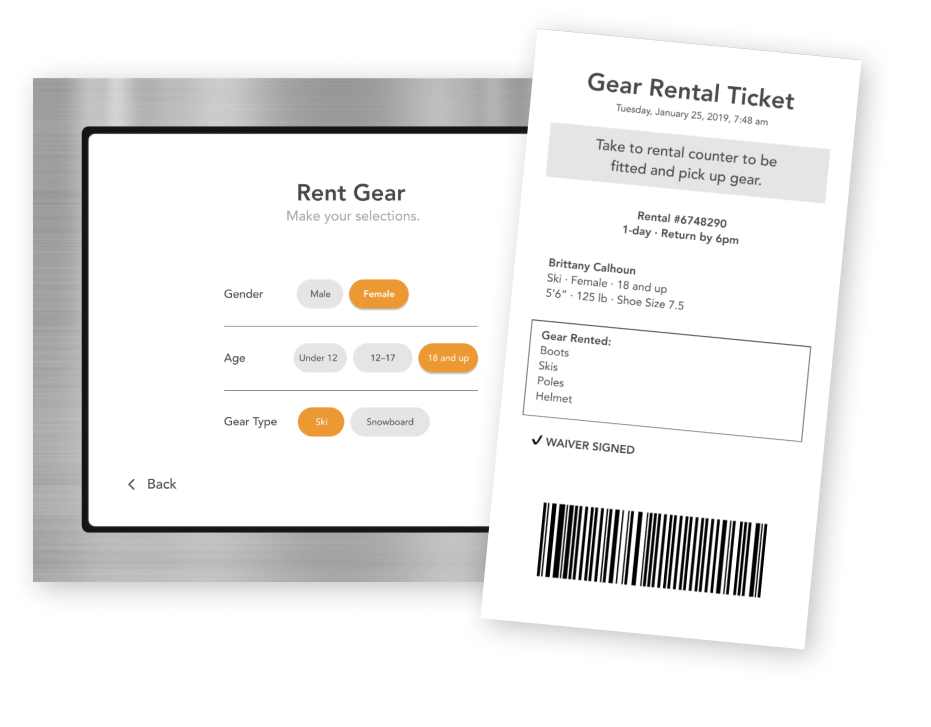 Rent Gear
Make your selections.
Gender Male Female
Age Under 12 12–17 18 and up
Gear Type Ski Snowboard
Back
Gear Rental Ticket
Tuesday, January 25, 2019, 7:48 am
Take to rental counter to be
fitted and pick up gear.
Rental #6748290
1-day · Return by 6pm
Brittany Calhoun
Ski · Female · 18 and up
5’6” · 125 lb · Shoe Size 7.5
Gear Rented:
Boots
Skis
Poles
Helmet
✓ WAIVER SIGNED